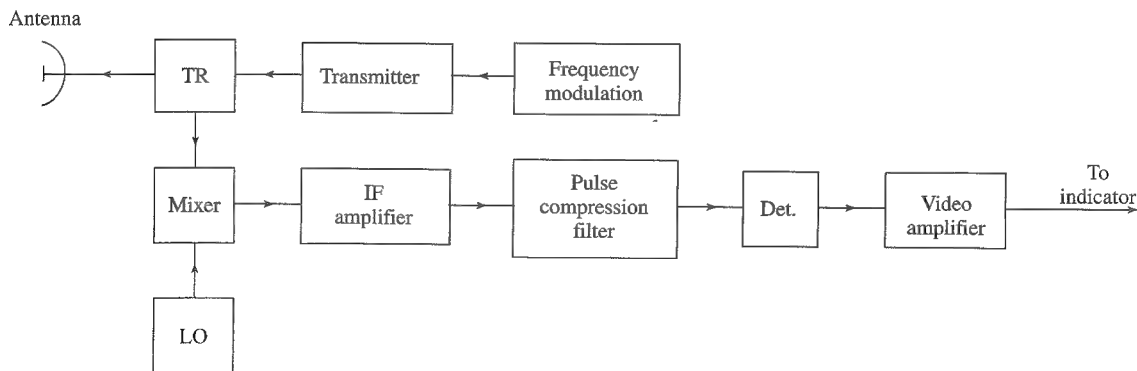 Antenna
TR
Transmitter
Frequency
modulation
Mixer
IF
amplifier
Pulse
compression
filter
Det.
Video
amplifier
To
indicator
LO